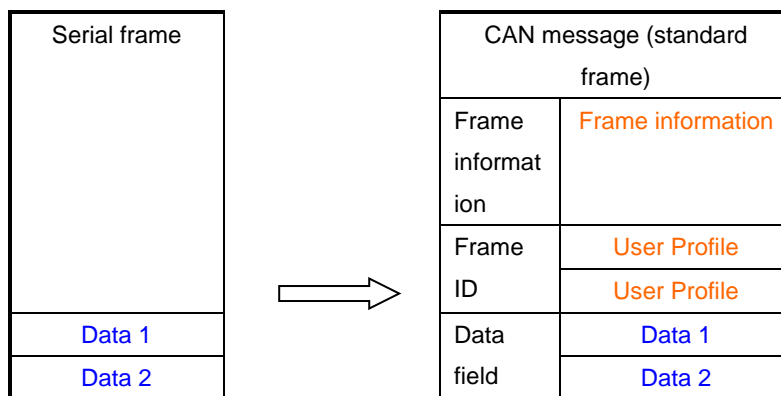 Serial frame
Data 1
Data 2
CAN message (standard
frame)
Frame
informat
ion
Frame information
Frame
ID
User Profile
User Profile
Data
field
Data 1
Data 2